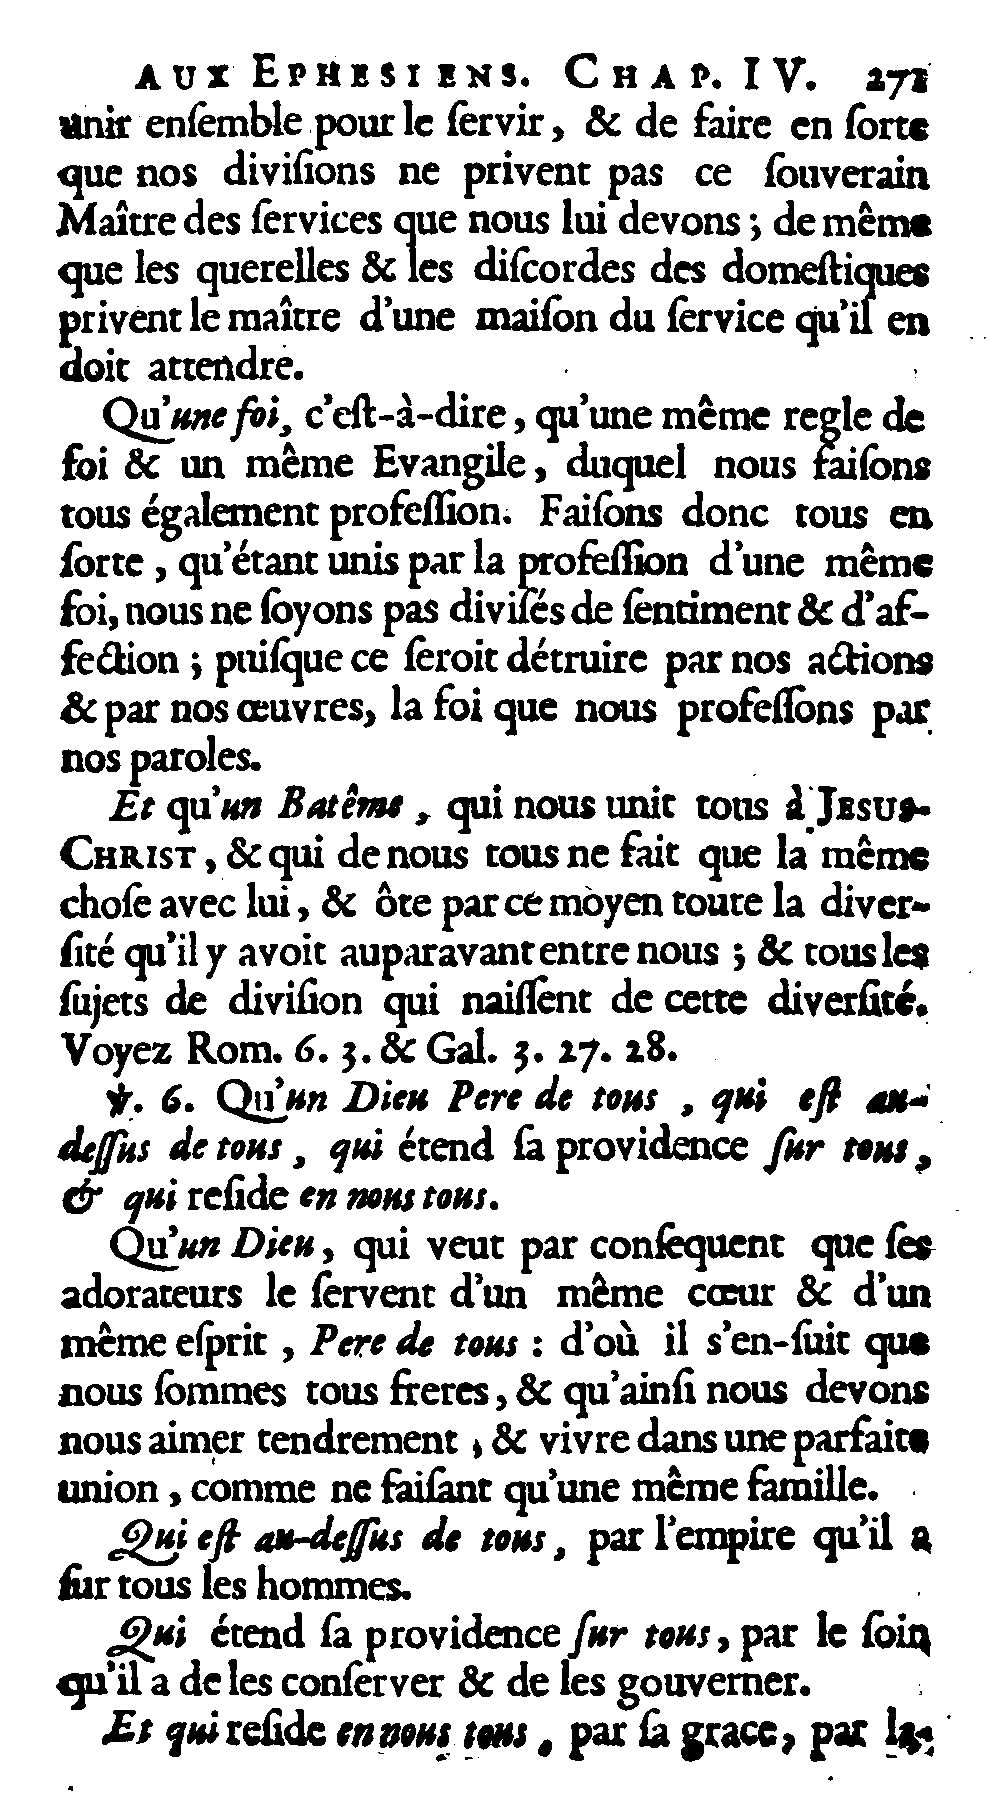 AUX EPHESIENS. CHAP. IV. 271
unir enſemble pour le ſervir, & de faire en ſorte
que nos diviſions ne privent pas ce ſouverain
Maître des ſervices que nous lui devons ; de même
que les querelles & les diſcordes des domeſtiques
privent le maître d'une maiſon du ſervice qu'il en
doit attendre.
Qu'une foi, c'eſt-à-dire, qu'une même regle de
foi & un même Evangile, duquel nous faiſons
tous également profeſſion. Faiſons donc tous en
ſorte, qu'étant unis par la profeſſion d'une même
foi, nous ne ſoyons pas diviſés de ſentiment & d'af-
fection ; puiſque ce ſeroit détruire par nos actions
& par nos œuvres, la foi que nous profeſſons par
nos paroles.
Et qu'un Batême, qui nous unit tous à JESUS-
CHRIST, & qui de nous tous ne fait que la même
choſe avec lui, & ôte par ce moyen toute la diver-
ſité qu'il y avoit auparavant entre nous ; & tous les
ſujets de diviſion qui naiſſent de cette diverſité.
Voyez Rom. 6. 3. & Gal. 3. 27. 28.
℣. 6. Qu'un Dieu Pere de tous, qui eſt au-
deſſus de tous, qui étend ſa providence ſur tous,
& qui reſide en nous tous.
Qu'un Dieu, qui veut par conſequent que ſes
adorateurs le ſervent d'un même cœur & d'un
même eſprit, Pere de tous : d'où il s'en-ſuit que
nous ſommes tous freres, & qu'ainſi nous devons
nous aimer tendrement, & vivre dans une parfaite
union, comme ne faiſant qu'une même famille.
Qui eſt au-deſſus de tous, par l'empire qu'il a
ſur tous les hommes.
Qui étend ſa providence ſur tous, par le ſoin
qu'il a de les conſerver & de les gouverner.
Et qui reſide en nous tous, par ſa grace, par la